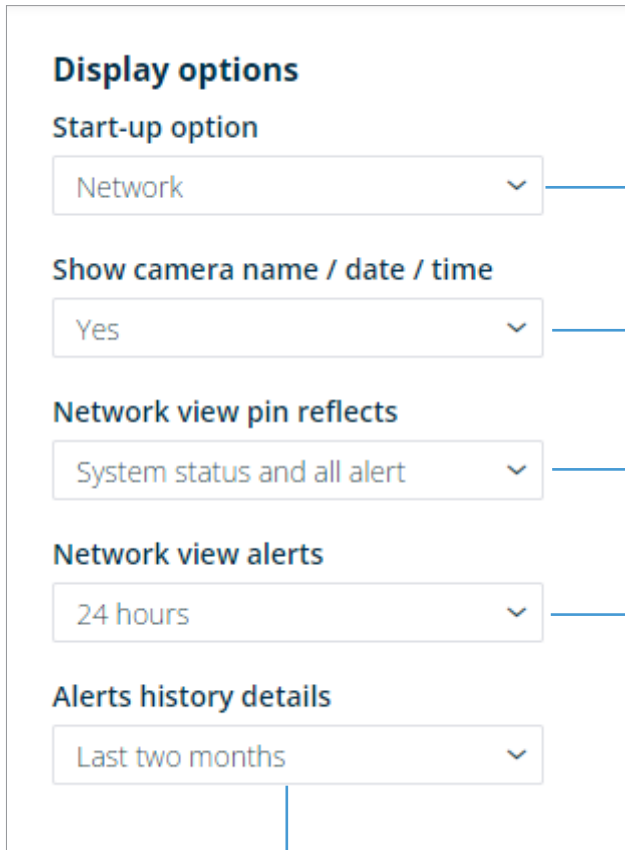 Display options
Start-up option
Network
Show camera name / date / time
Yes
Network view pin reflects
System status and all alert
Network view alerts
24 hours
Alerts history details
Last two months